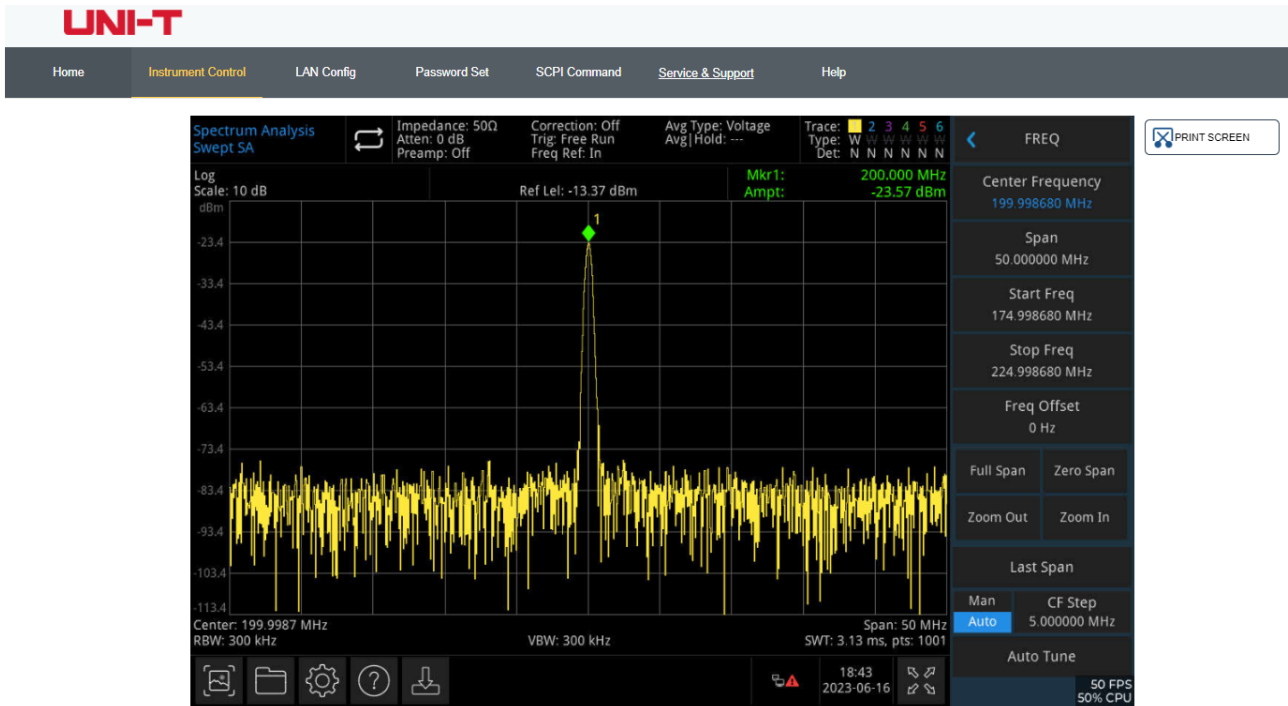 UNI-T
Home Instrument Control LAN Config Password Set SCPI Command Service & Support Help
PRINT SCREEN
Spectrum Analysis
Swept SA
Impedance: 50Ω
Atten: 0 dB
Preamp: Off
Correction: Off
Trig: Free Run
Freq Ref: In
Avg Type: Voltage
Avg|Hold: ---
Trace: 1 2 3 4 5 6
Type: W W W W W W
Det: N N N N N N
Log
Scale: 10 dB
Ref Lel: -13.37 dBm
Mkr1: 200.000 MHz
Ampt: -23.57 dBm
dBm
1
-23.4
-33.4
-43.4
-53.4
-63.4
-73.4
-83.4
-93.4
-103.4
-113.4
Center: 199.9987 MHz
Span: 50 MHz
RBW: 300 kHz
VBW: 300 kHz
SWT: 3.13 ms, pts: 1001
18:43
2023-06-16
FREQ
Center Frequency
199.998680 MHz
Span
50.000000 MHz
Start Freq
174.998680 MHz
Stop Freq
224.998680 MHz
Freq Offset
0 Hz
Full Span Zero Span
Zoom Out Zoom In
Last Span
Man
Auto
CF Step
5.000000 MHz
Auto Tune
50 FPS
50% CPU